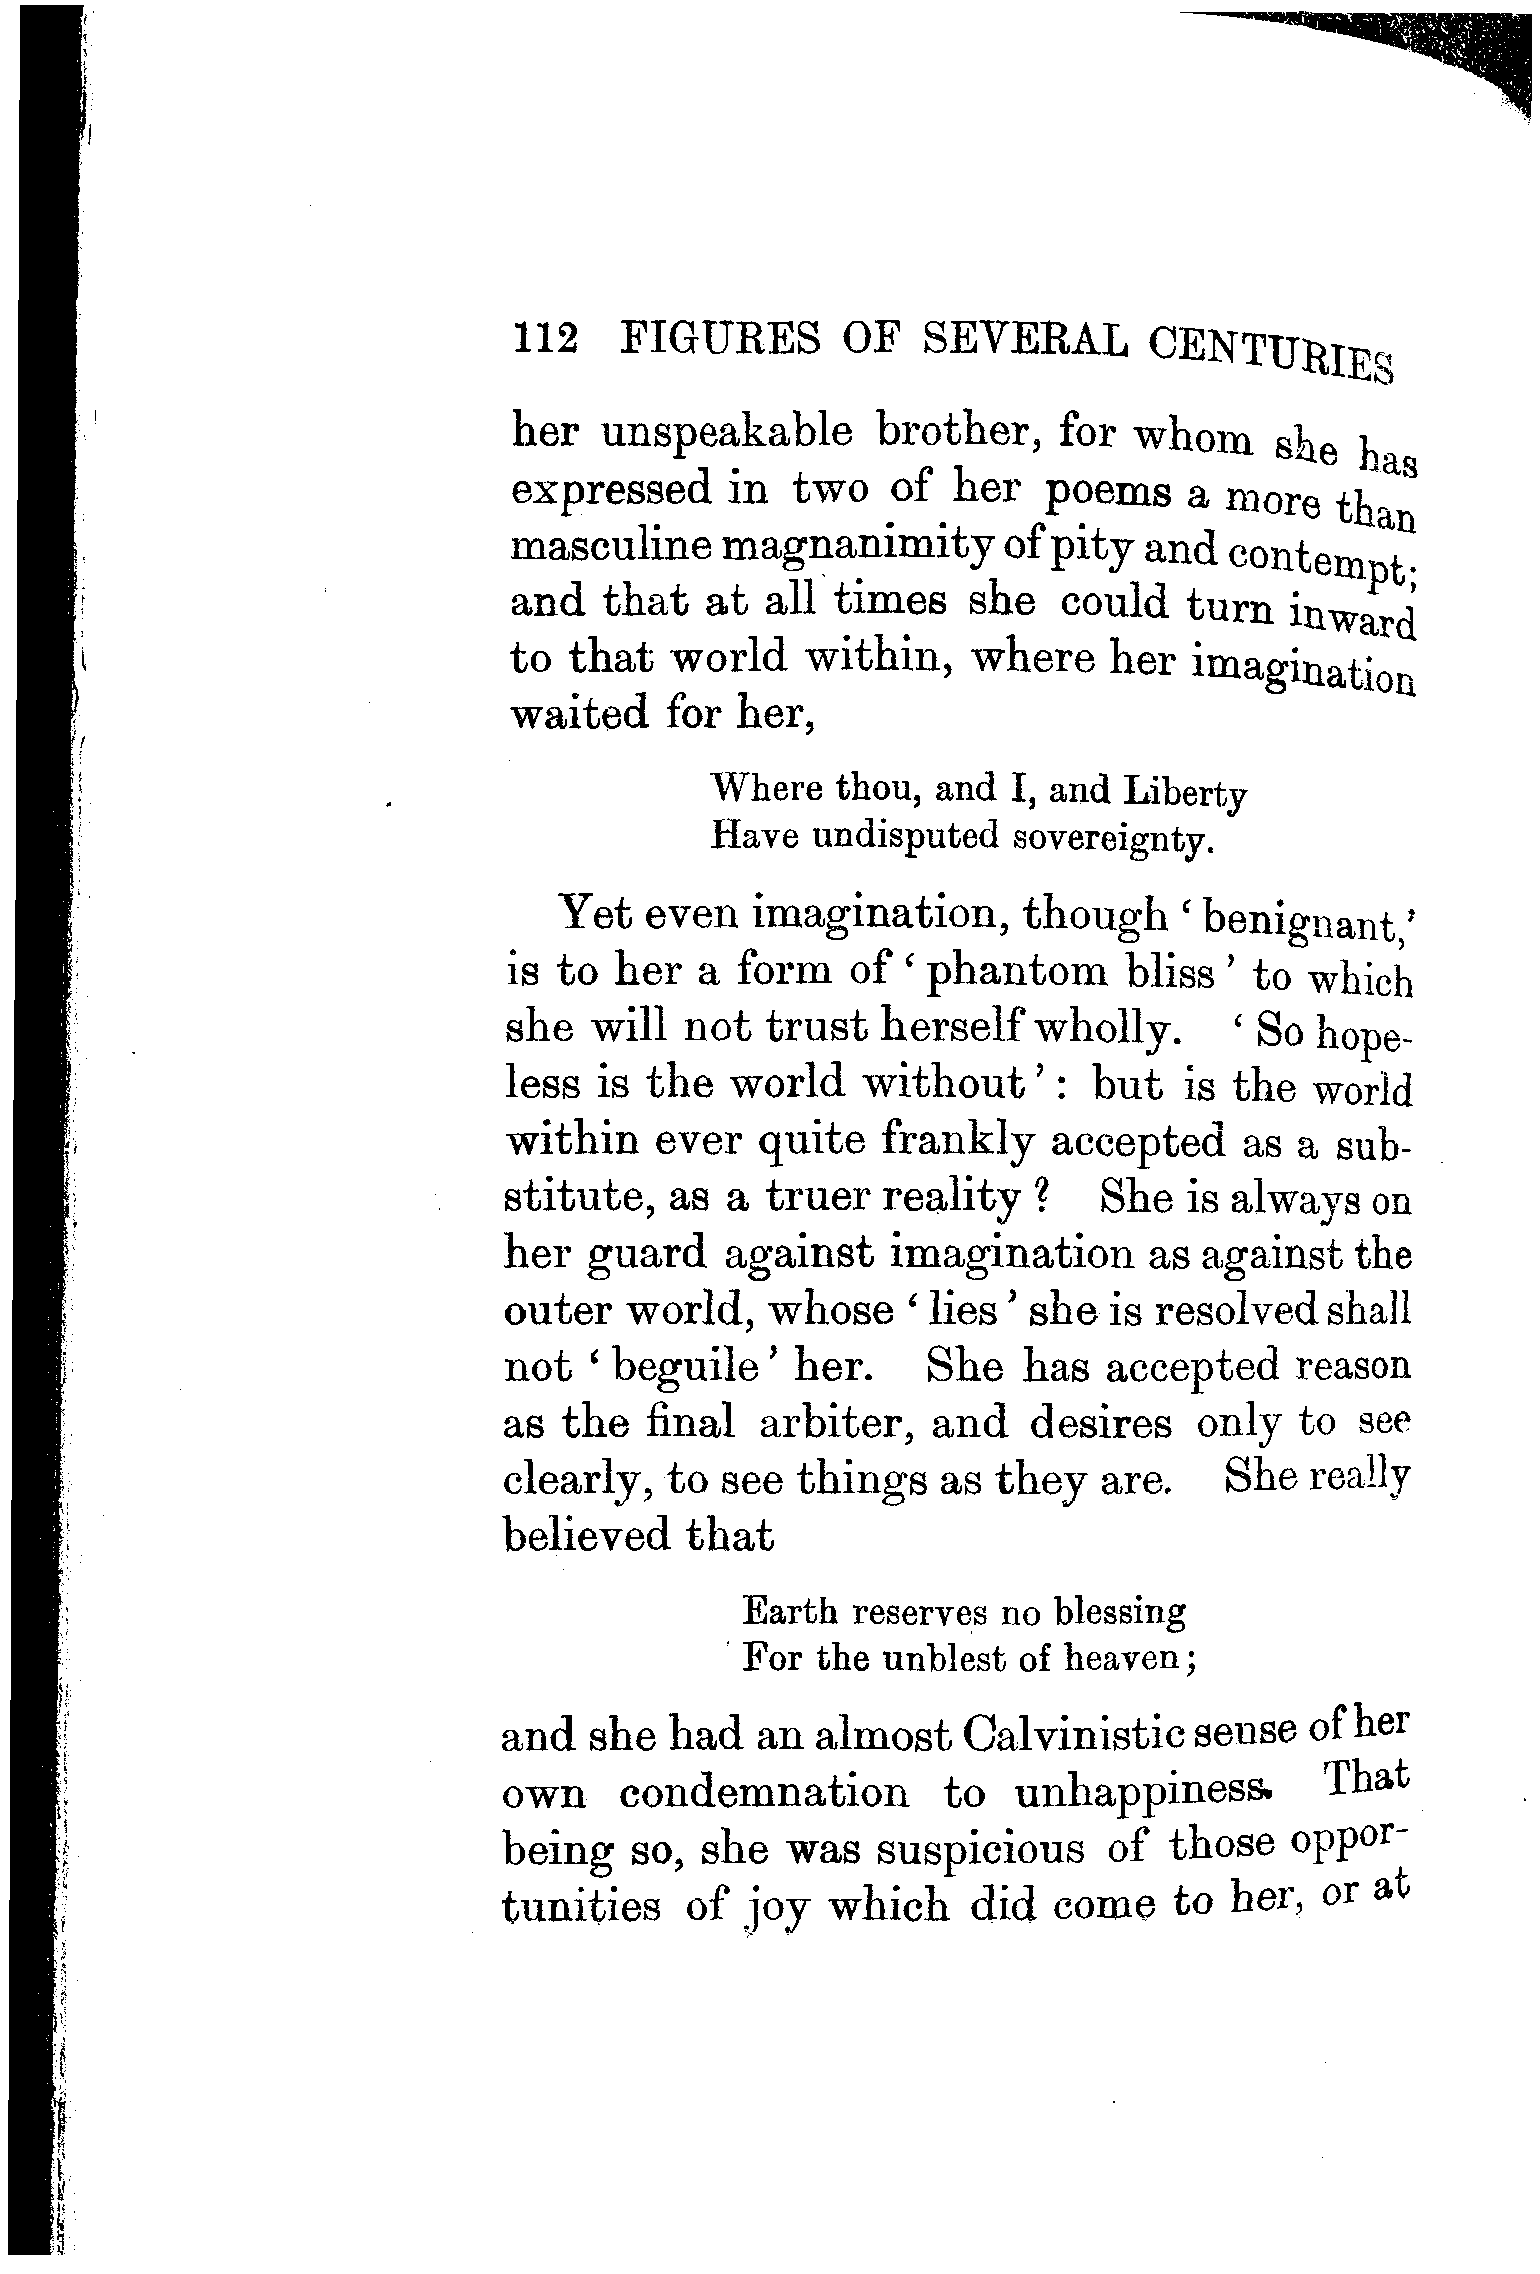 112 FIGURES OF SEVERAL CENTURIES
her unspeakable brother, for whom she has
expressed in two of her poems a more than
masculine magnanimity of pity and contempt;
and that at all times she could turn inward
to that world within, where her imagination
waited for her,
Where thou, and I, and Liberty
Have undisputed sovereignty.
Yet even imagination, though ‘benignant,’
is to her a form of ‘phantom bliss’ to which
she will not trust herself wholly. ‘So hope-
less is the world without’: but is the world
within ever quite frankly accepted as a sub-
stitute, as a truer reality? She is always on
her guard against imagination as against the
outer world, whose ‘lies’ she is resolved shall
not ‘beguile’ her. She has accepted reason
as the final arbiter, and desires only to see
clearly, to see things as they are. She really
believed that
Earth reserves no blessing
For the unblest of heaven;
and she had an almost Calvinistic sense of her
own condemnation to unhappiness. That
being so, she was suspicious of those oppor-
tunities of joy which did come to her, or at